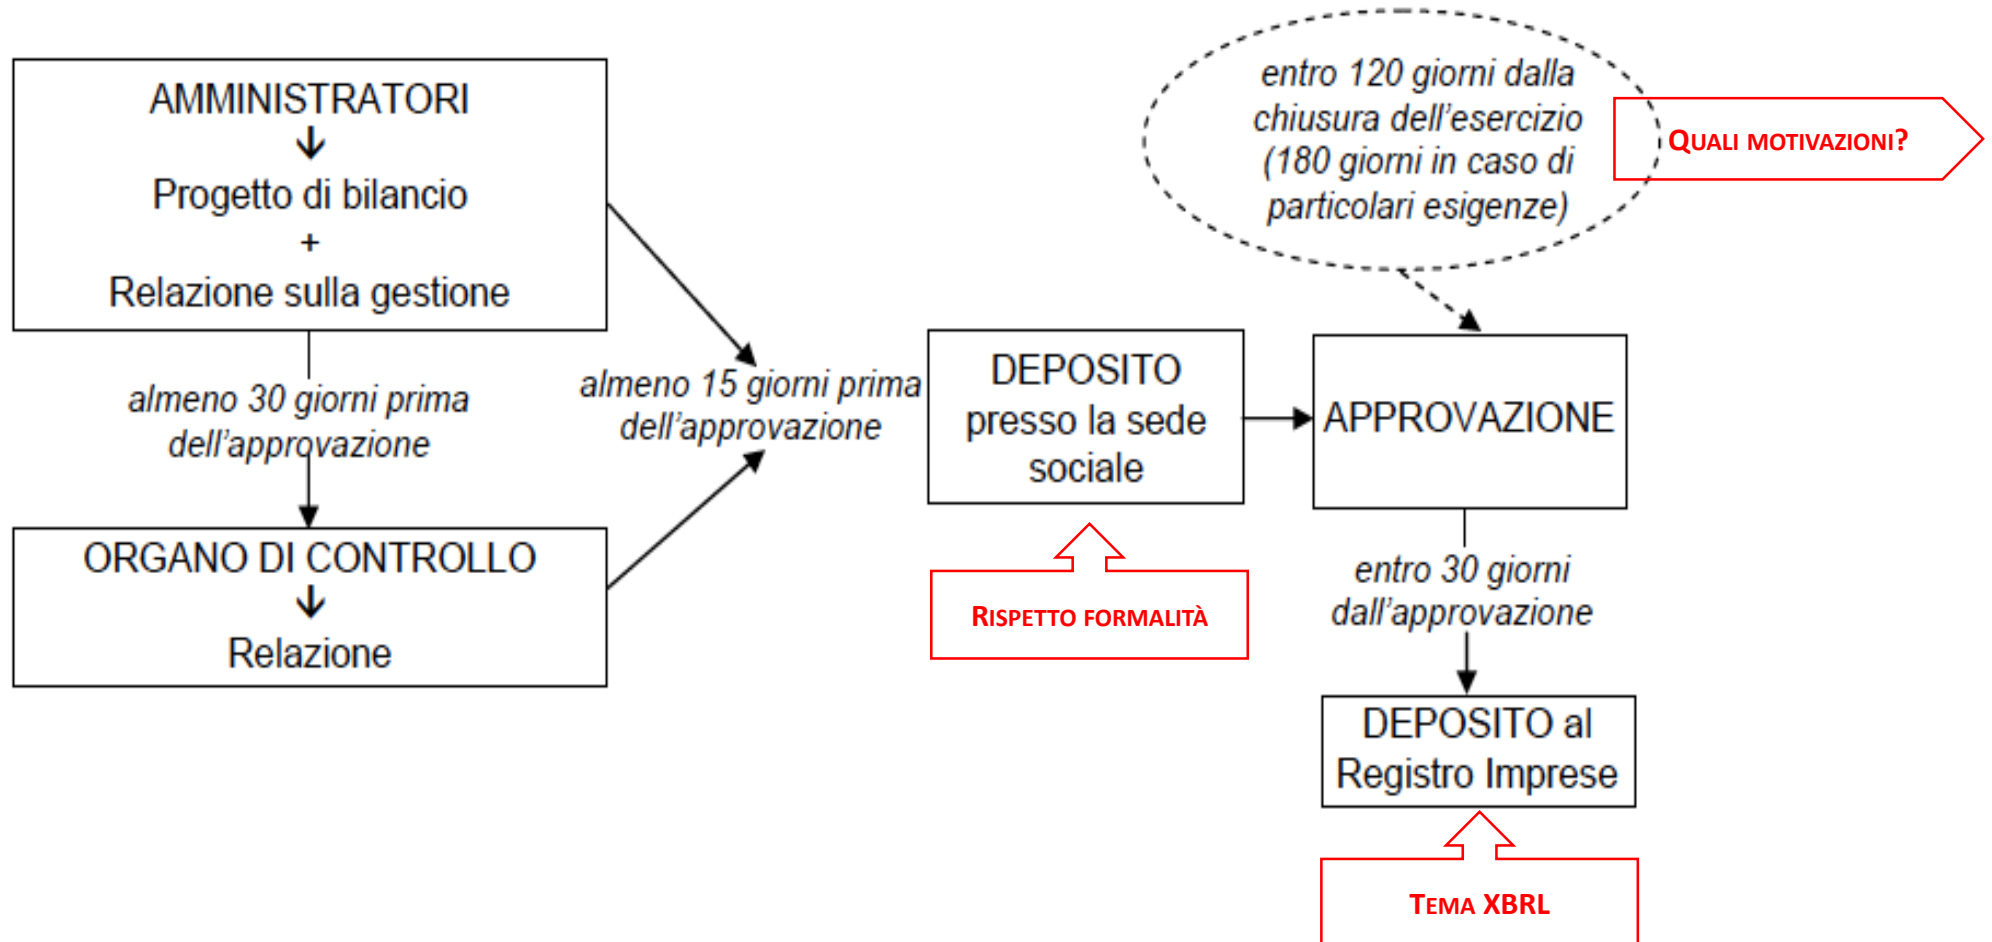 AMMINISTRATORI
Progetto di bilancio
+
Relazione sulla gestione
almeno 30 giorni prima
dell'approvazione
ORGANO DI CONTROLLO
Relazione
almeno 15 giorni prima
dell'approvazione
DEPOSITO
presso la sede
sociale
RISPETTO FORMALITÀ
entro 120 giorni dalla
chiusura dell'esercizio
(180 giorni in caso di
particolari esigenze)
QUALI MOTIVAZIONI?
APPROVAZIONE
entro 30 giorni
dall'approvazione
DEPOSITO al
Registro Imprese
TEMA XBRL